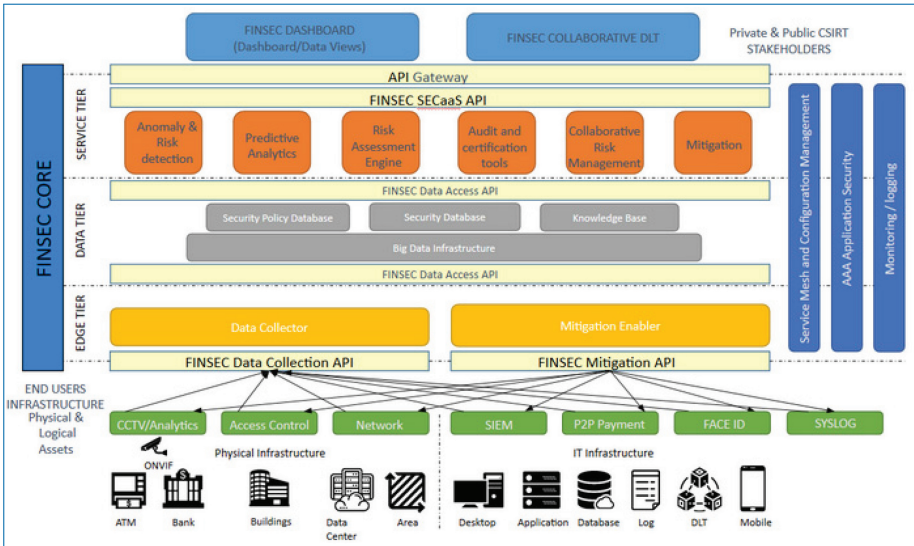 FINSEC DASHBOARD
(Dashboard/Data Views)
FINSEC COLLABORATIVE DLT
Private & Public CSIRT
STAKEHOLDERS
FINSEC CORE
SERVICE TIER
API Gateway
FINSEC SECaaS API
Anomaly &
Risk
detection
Predictive
Analytics
Risk
Assessment
Engine
Audit and
certification
tools
Collaborative
Risk
Management
Mitigation
DATA TIER
FINSEC Data Access API
Security Policy Database
Security Database
Knowledge Base
Big Data Infrastructure
FINSEC Data Access API
EDGE TIER
Data Collector
Mitigation Enabler
FINSEC Data Collection API
FINSEC Mitigation API
Service Mesh and Configuration Management
AAA Application Security
Monitoring / logging
END USERS
INFRASTRUCTURE
Physical &
Logical
Assets
CCTV/Analytics
Access Control
Network
SIEM
P2P Payment
FACE ID
SYSLOG
ONVIF
Physical Infrastructure
IT Infrastructure
ATM
Bank
Buildings
Data
Center
Area
Desktop
Application
Database
Log
DLT
Mobile